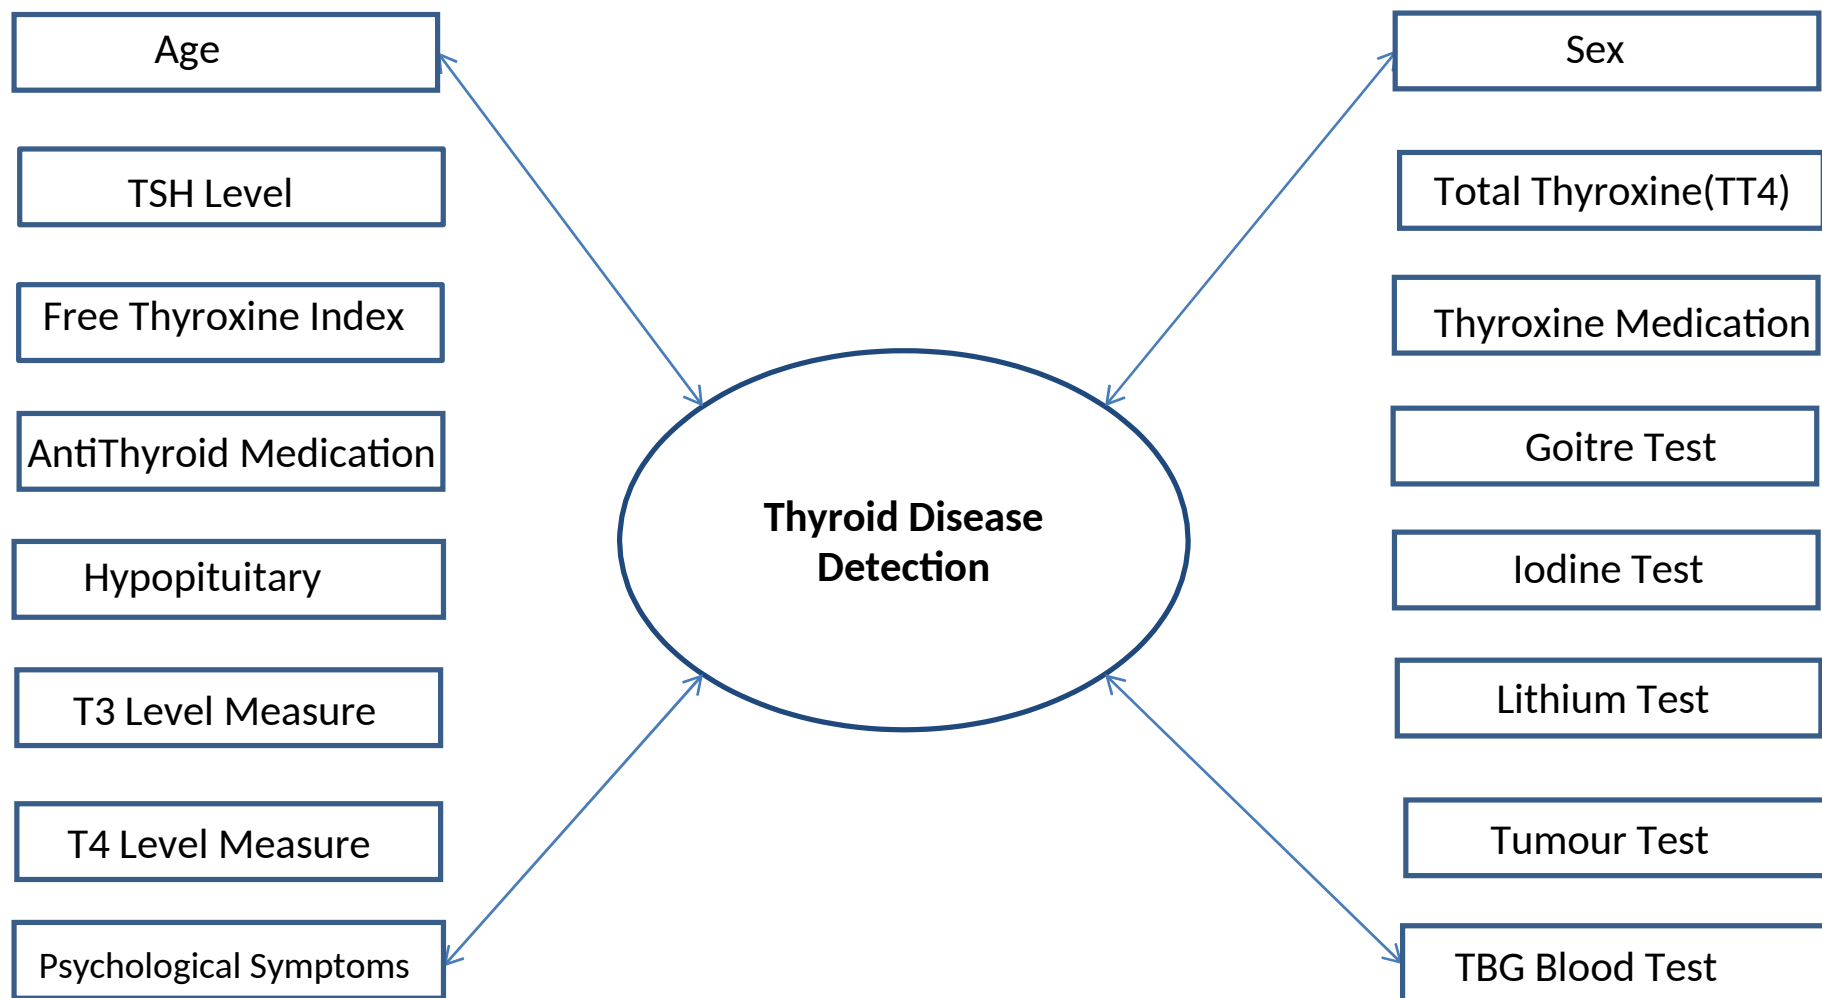 Age
TSH Level
Free Thyroxine Index
AntiThyroid Medication
Hypopituitary
T3 Level Measure
T4 Level Measure
Psychological Symptoms
Thyroid Disease
Detection
Sex
Total Thyroxine(TT4)
Thyroxine Medication
Goitre Test
Iodine Test
Lithium Test
Tumour Test
TBG Blood Test